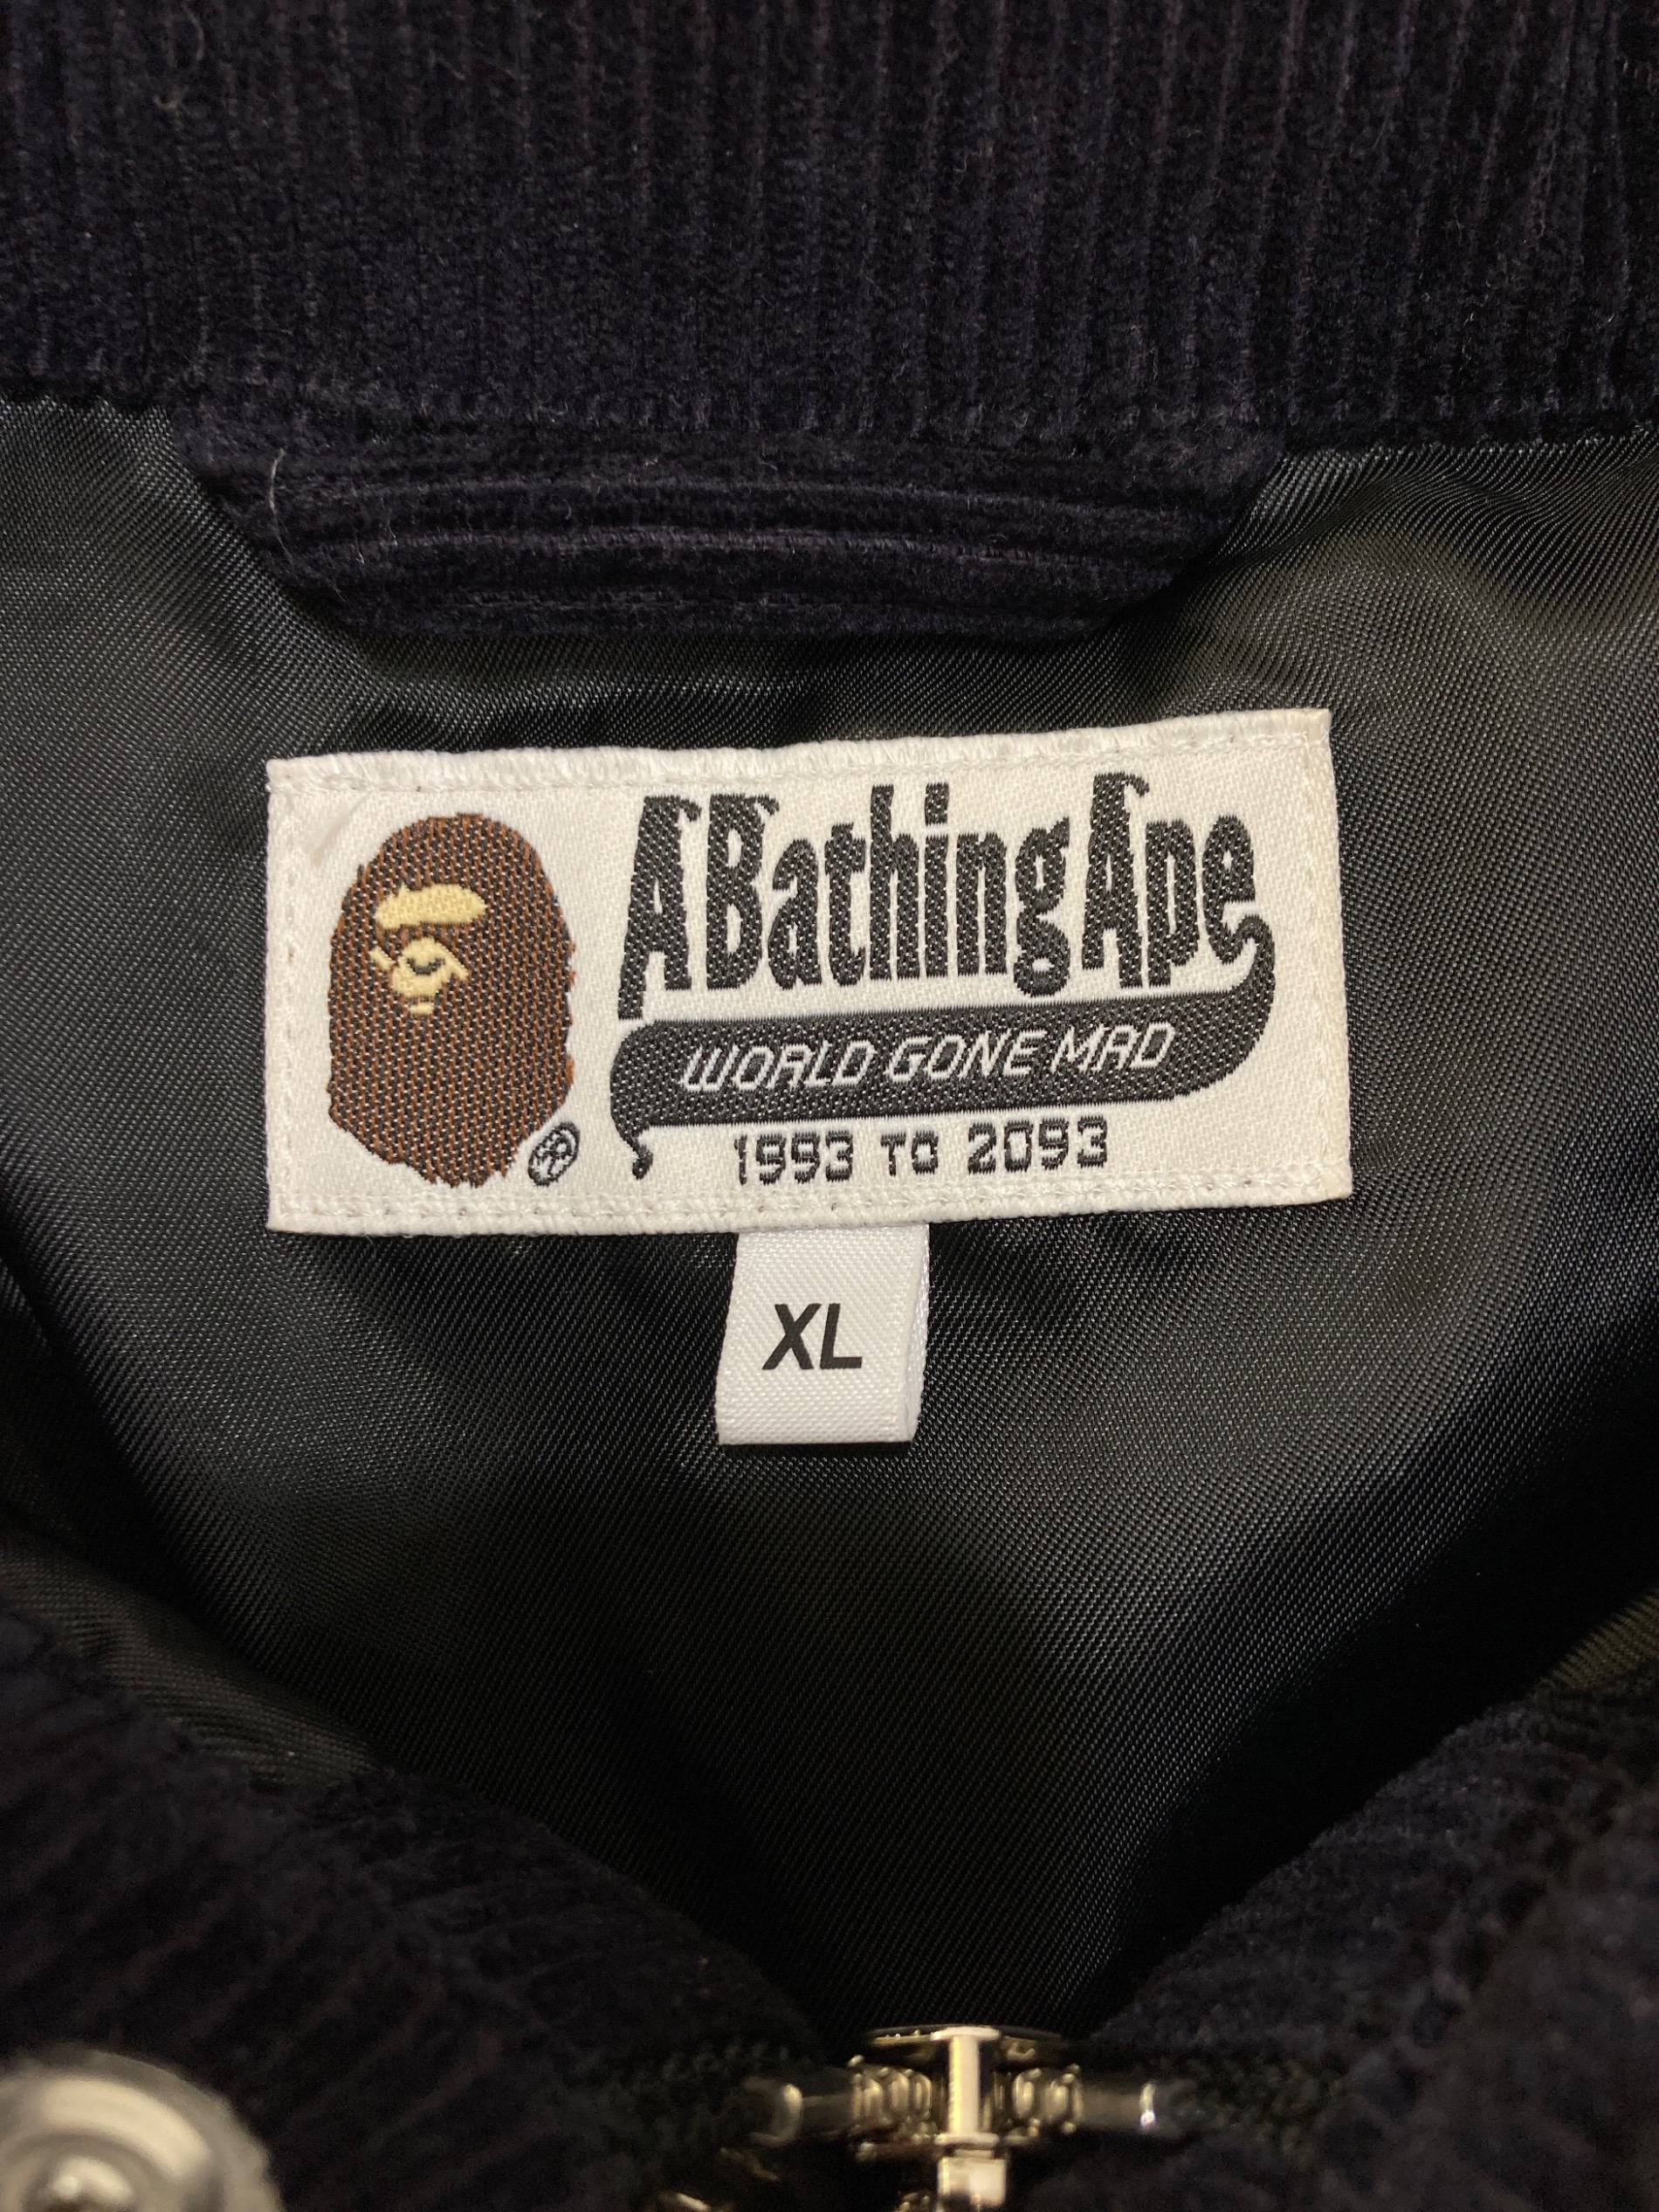 A Bathing Ape
WORLD GONE MAD
®
1993 TO 2093
XL